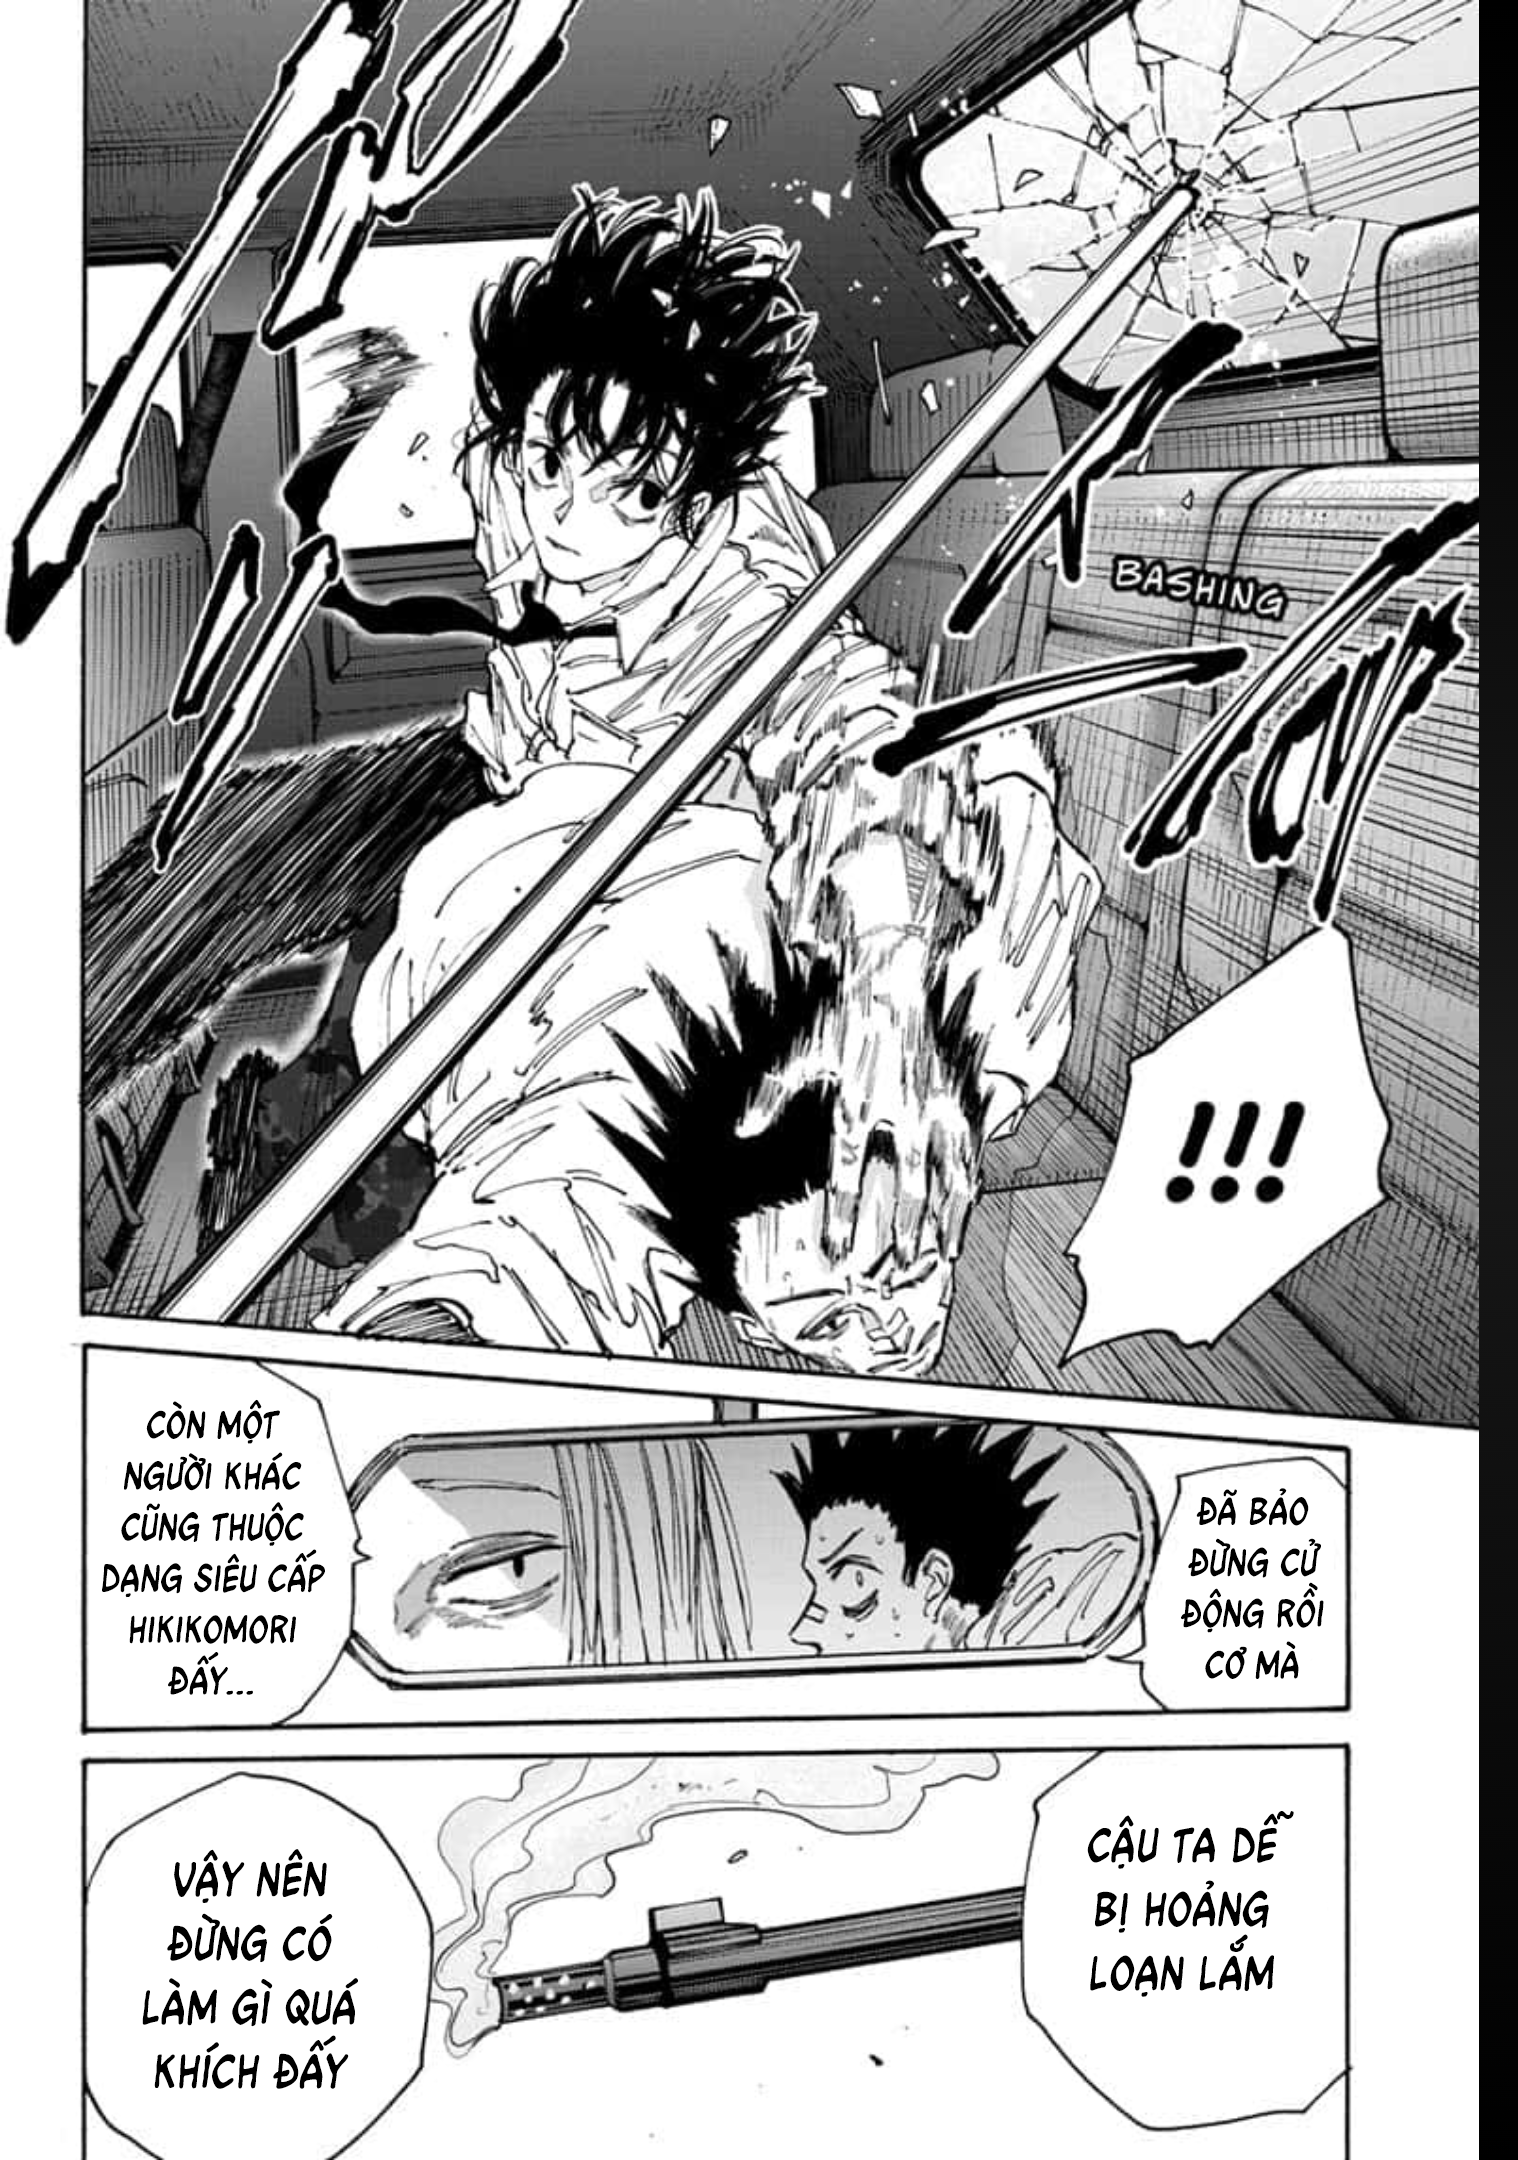 BASHING
!!!
ĐÃ BẢO
ĐỪNG CỬ
ĐỘNG RỒI
CƠ MÀ
CÒN MỘT
NGƯỜI KHÁC
CŨNG THUỘC
DẠNG SIÊU CẤP
HIKIKOMORI
ĐẤY...
CẬU TA DỄ
BỊ HOẢNG
LOẠN LẮM
VẬY NÊN
ĐỪNG CÓ
LÀM GÌ QUÁ
KHÍCH ĐẤY